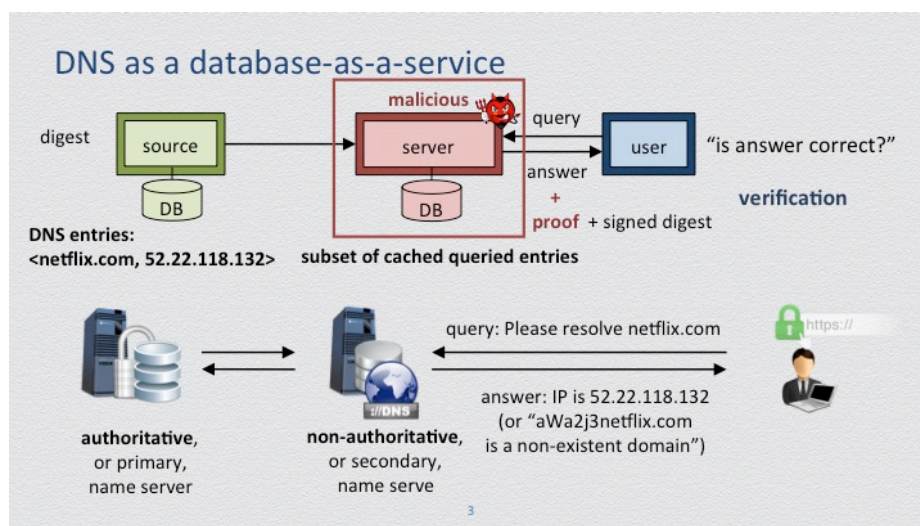 DNS as a database-as-a-service
malicious
digest
source
server
query
user
"is answer correct?"
answer
DB
DB
+
proof + signed digest
verification
DNS entries:
<netflix.com, 52.22.118.132>
subset of cached queried entries
query: Please resolve netflix.com
https://
://DNS
answer: IP is 52.22.118.132
(or "aWa2j3netflix.com
is a non-existent domain")
authoritative,
or primary,
name server
non-authoritative,
or secondary,
name serve
3